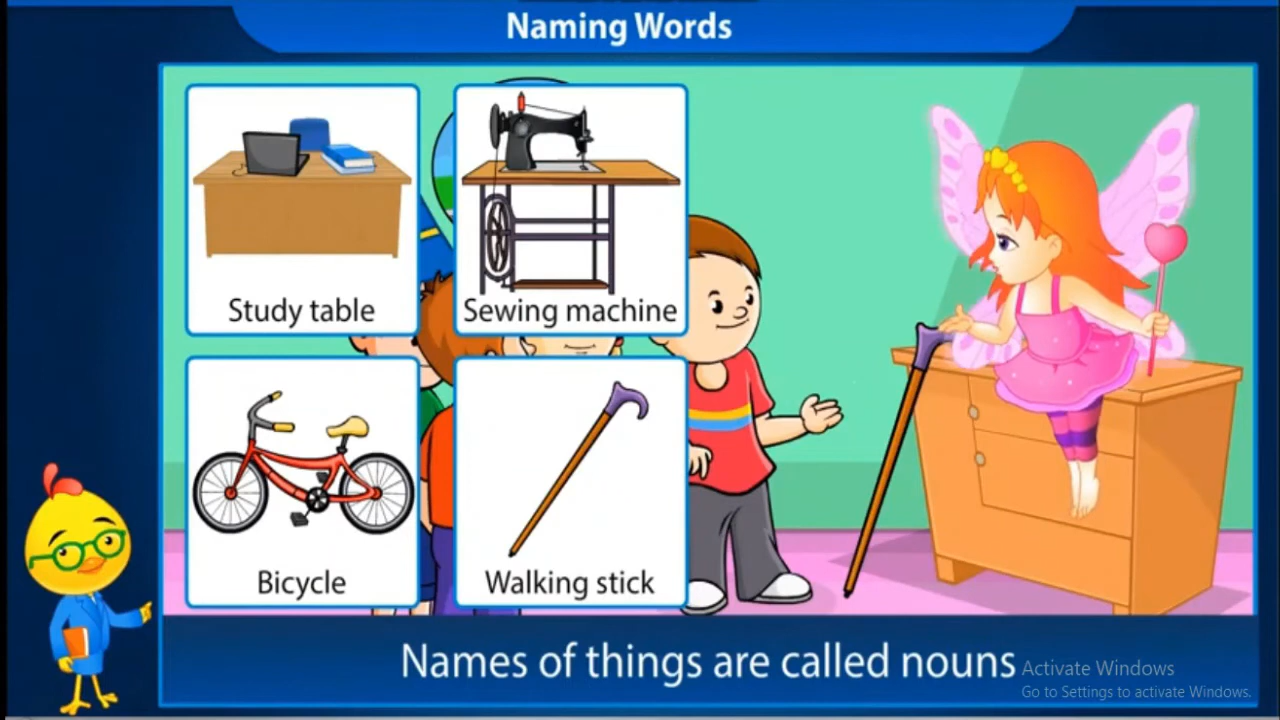 Naming Words
Study table
Sewing machine
Bicycle
Walking stick
Names of things are called nouns
Activate Windows
Go to Settings to activate Windows.